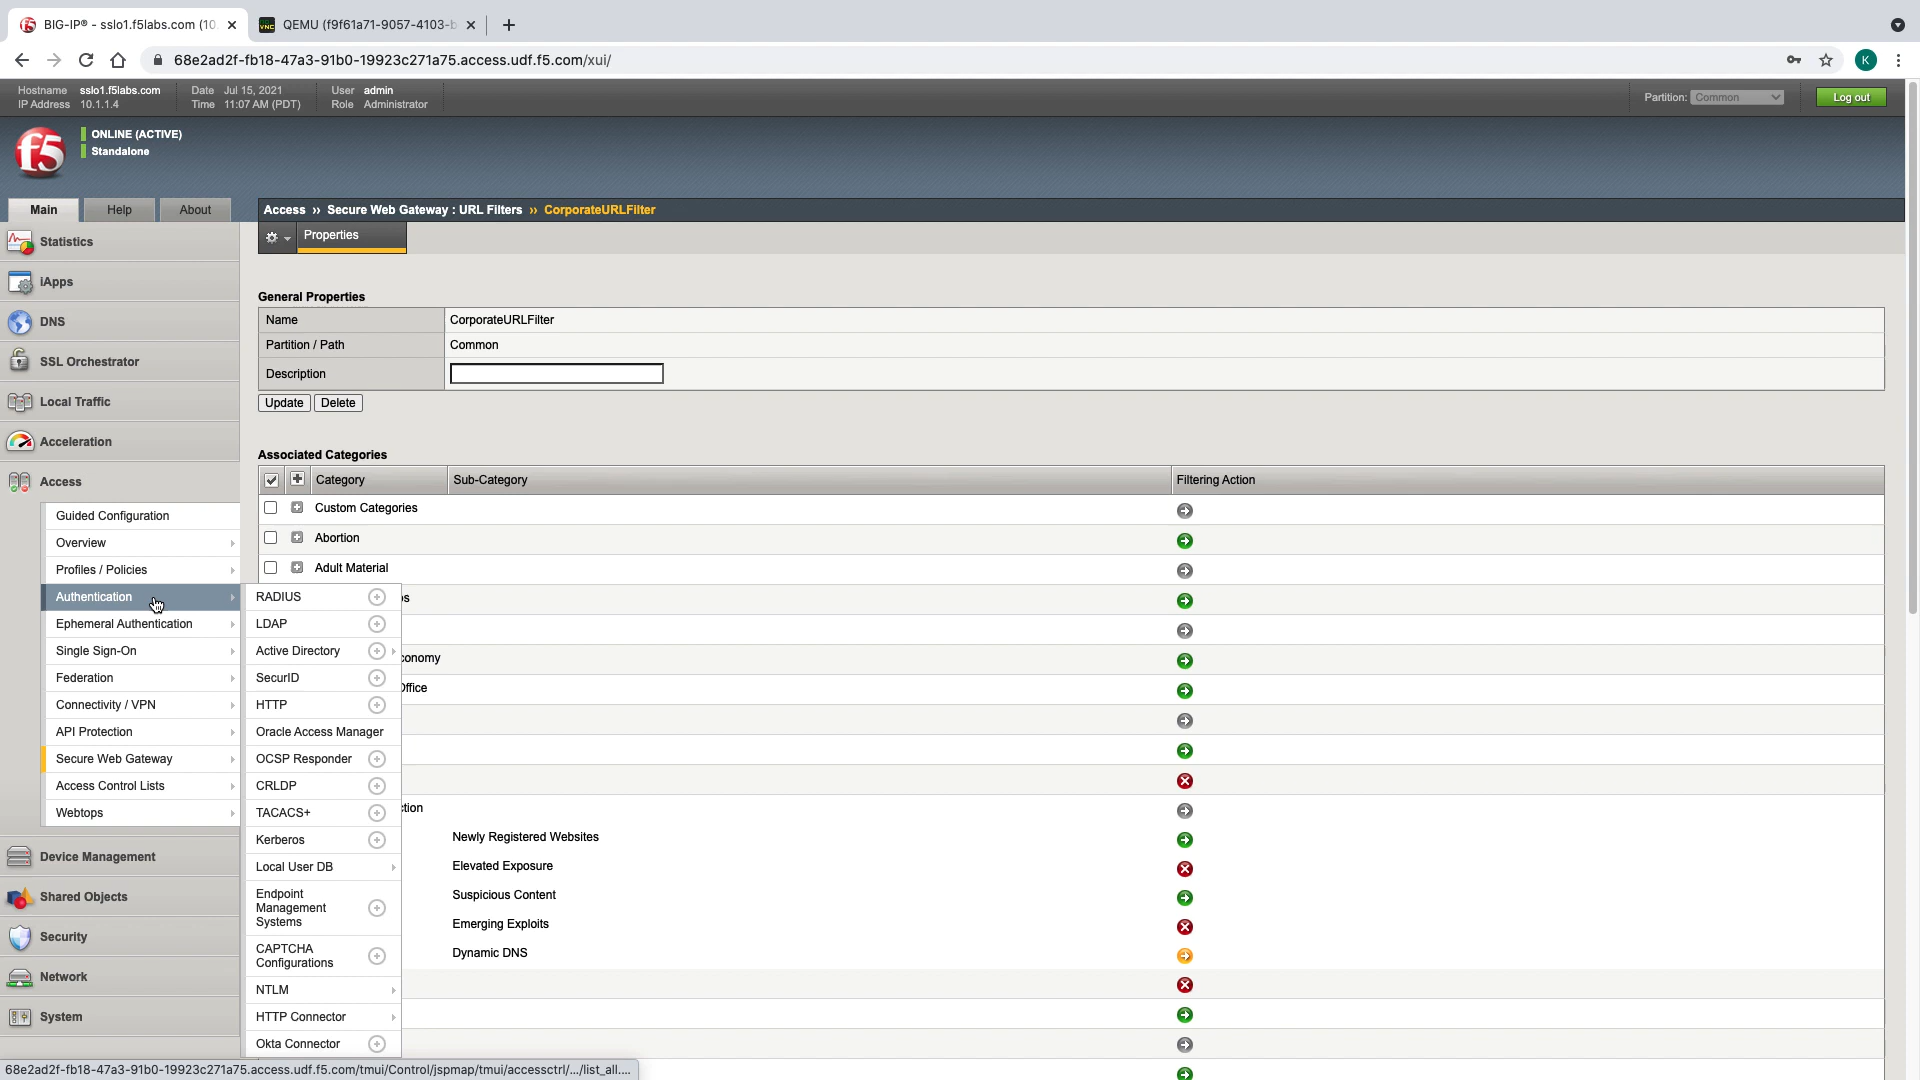 BIG-IP® - sslo1.f5labs.com (10.
QEMU (f9f61a71-9057-4103-b
68e2ad2f-fb18-47a3-91b0-19923c271a75.access.udf.f5.com/xui/
K
Hostname sslo1.f5labs.com
IP Address 10.1.1.4
Date Jul 15, 2021
Time 11:07 AM (PDT)
User admin
Role Administrator
Partition: Common
Log out
f5
ONLINE (ACTIVE)
Standalone
Main
Help
About
Access ›› Secure Web Gateway : URL Filters ›› CorporateURLFilter
Properties
Statistics
iApps
DNS
SSL Orchestrator
Local Traffic
Acceleration
Access
Guided Configuration
Overview
Profiles / Policies
Authentication
Ephemeral Authentication
Single Sign-On
Federation
Connectivity / VPN
API Protection
Secure Web Gateway
Access Control Lists
Webtops
Device Management
Shared Objects
Security
Network
System
RADIUS
LDAP
Active Directory
SecurID
HTTP
Oracle Access Manager
OCSP Responder
CRLDP
TACACS+
Kerberos
Local User DB
Endpoint
Management
Systems
CAPTCHA
Configurations
NTLM
HTTP Connector
Okta Connector
General Properties
Name CorporateURLFilter
Partition / Path Common
Description
Update Delete
Associated Categories
Category Sub-Category Filtering Action
Custom Categories
Abortion
Adult Material
os
conomy
Office
ction
Newly Registered Websites
Elevated Exposure
Suspicious Content
Emerging Exploits
Dynamic DNS
68e2ad2f-fb18-47a3-91b0-19923c271a75.access.udf.f5.com/tmui/Control/jspmap/tmui/accessctrl/.../list_all....